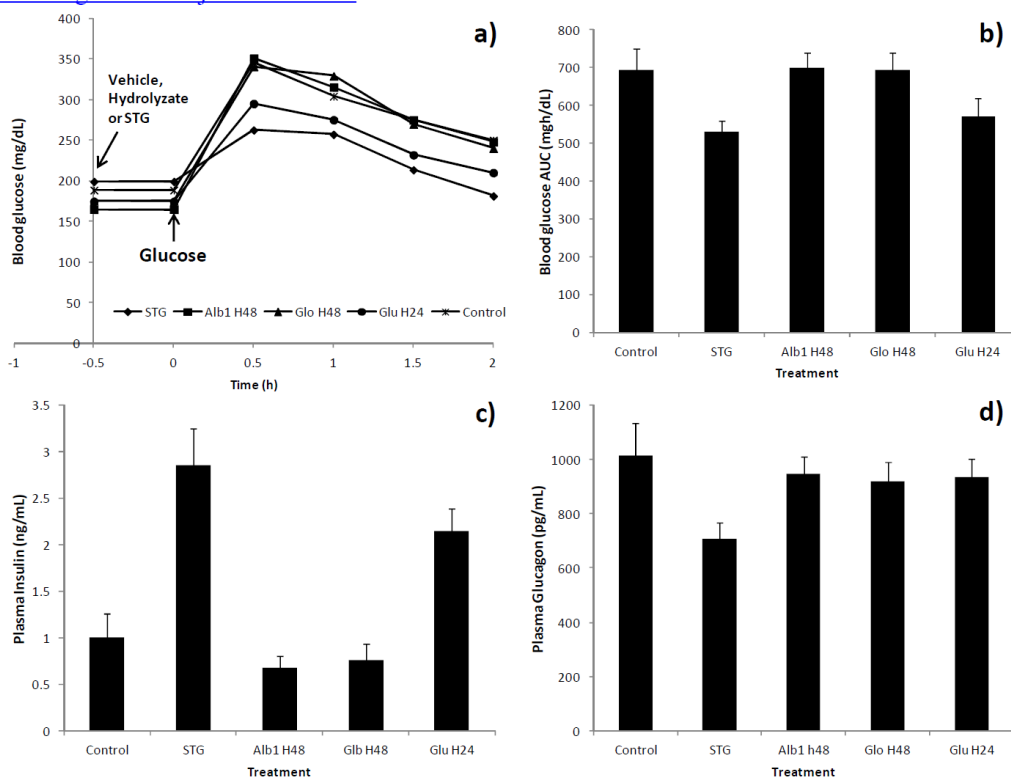 a)
400
350
300
250
200
150
100
50
0
Blood glucose (mg/dL)
Vehicle,
Hydrolyzate
or STG
Glucose
STG Alb1 H48 Glo H48 Glu H24 Control
-1 -0.5 0 0.5 1 1.5 2
Time (h)
b)
800
700
600
500
400
300
200
100
0
Blood glucose AUC (mgh/dL)
Control STG Alb1 H48 Glo H48 Glu H24
Treatment
c)
3.5
3
2.5
2
1.5
1
0.5
0
Plasma Insulin (ng/mL)
Control STG Alb1 H48 Glb H48 Glu H24
Treatment
d)
1200
1000
800
600
400
200
0
Plasma Glucagon (pg/mL)
Control STG Alb1 h48 Glo H48 Glu H24
Treatment